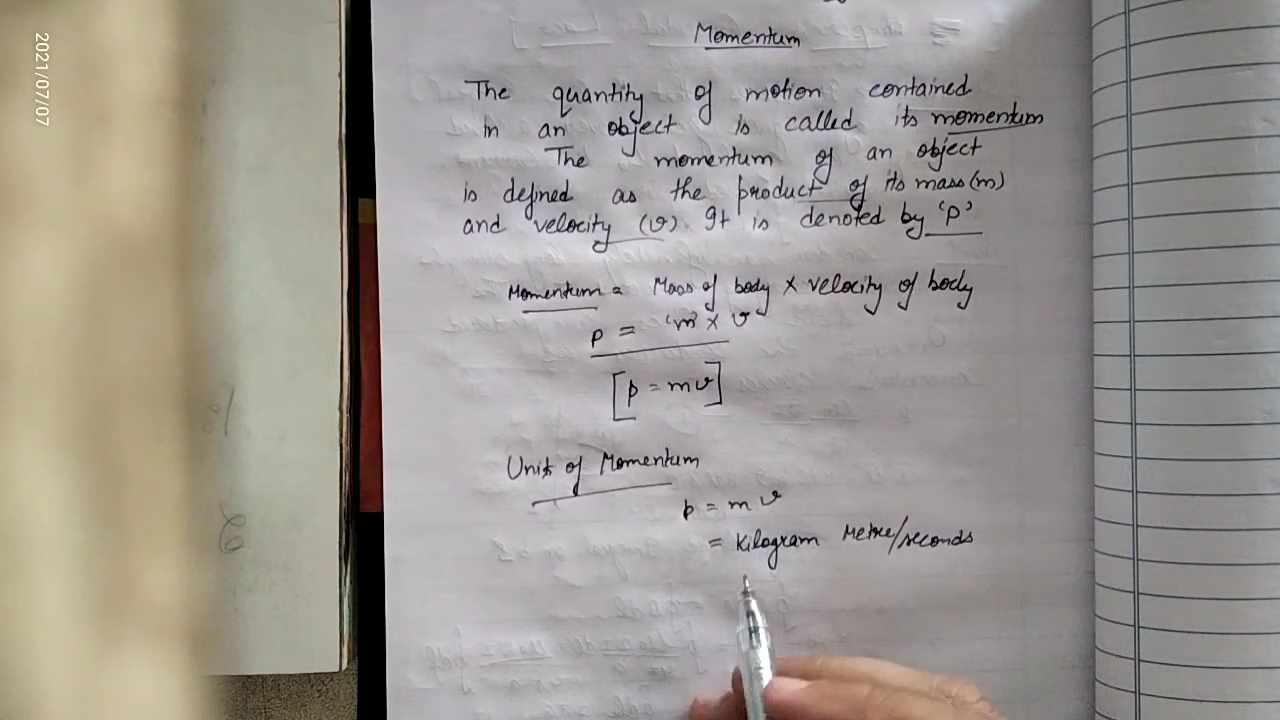 2021/07/07
Momentum
The quantity of motion contained
in an object is called its momentum
The momentum of an object
is defined as the product of its mass (m)
and velocity (v). It is denoted by 'p'
Momentum = Mass of body × velocity of body
p = 'm' × v
[p = mv]
Unit of Momentum
p = m v
= Kilogram Metre/seconds